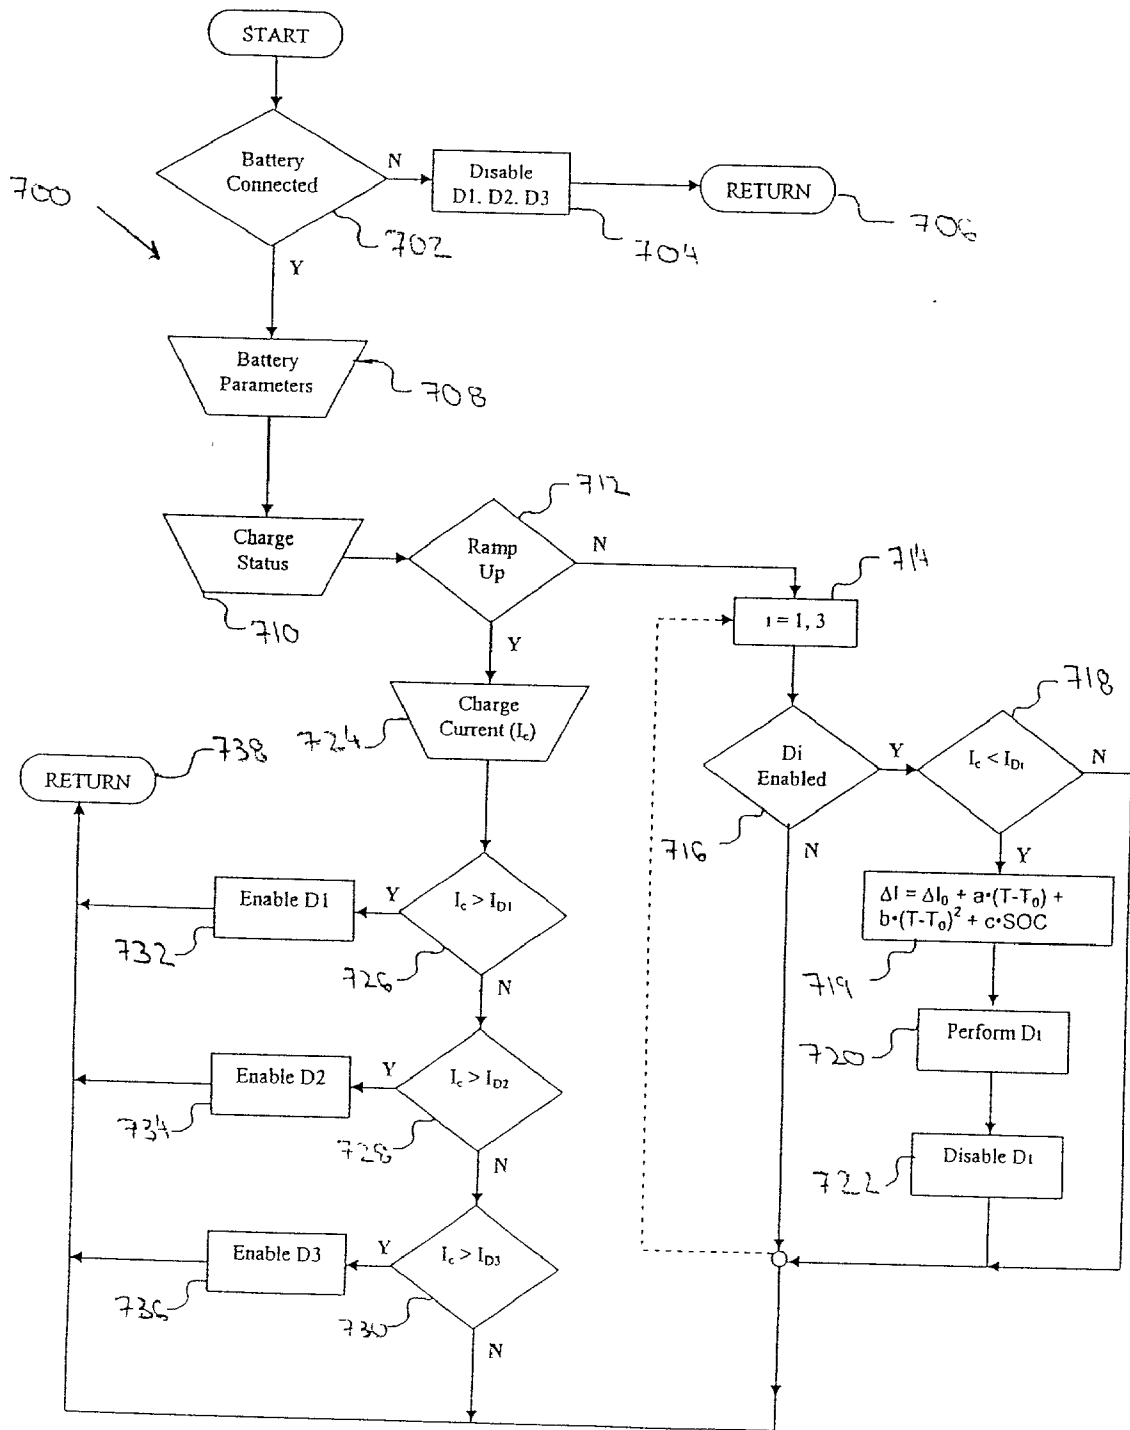 START
Battery
Connected
N
Disable
D1. D2. D3
RETURN
700
702
704
706
Y
Battery
Parameters
708
Charge
Status
710
Ramp
Up
712
N
714
ı = 1, 3
Y
Charge
Current (Ic)
724
718
Di
Enabled
Y
Ic < IDı
N
716
N
Y
738
RETURN
Enable D1
Y
Ic > ID1
732
726
N
ΔI = ΔI0 + a•(T-T0) +
b•(T-T0)² + c•SOC
719
Perform Dı
720
Enable D2
Y
Ic > ID2
734
728
N
Disable Dı
722
Enable D3
Y
Ic > ID3
736
730
N